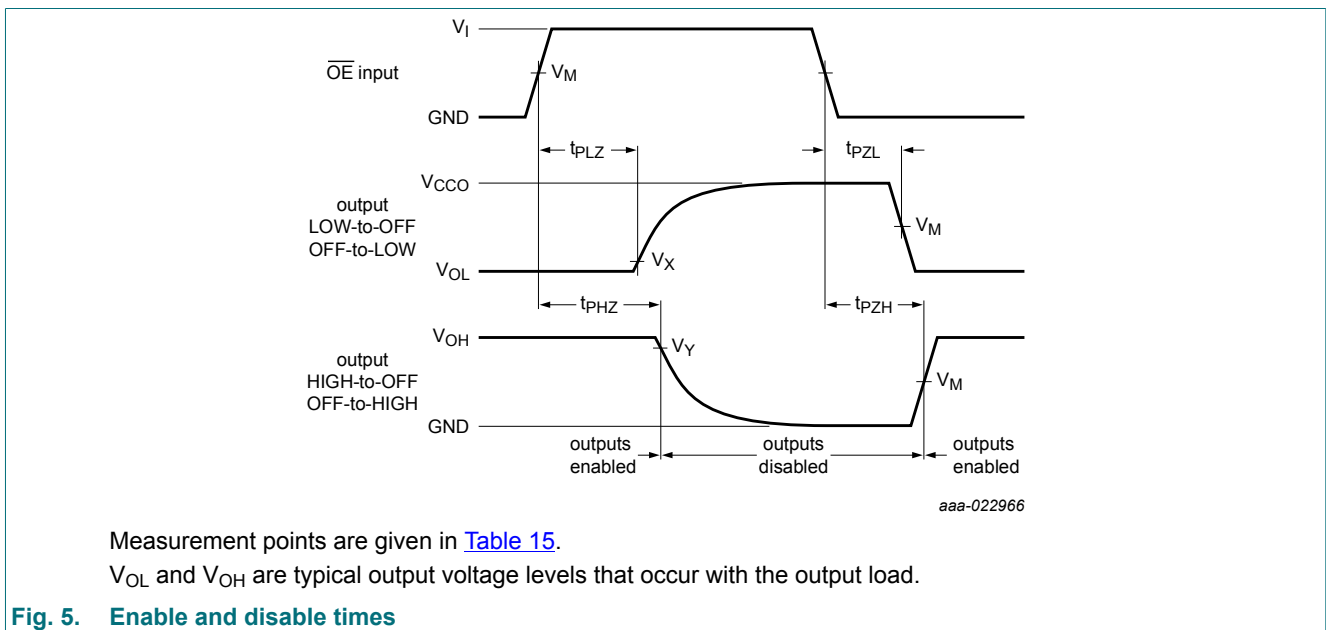 V_I
OE input
V_M
GND
t_PLZ
t_PZL
V_CCO
output
LOW-to-OFF
OFF-to-LOW
V_M
V_X
V_OL
t_PHZ
t_PZH
V_OH
V_Y
output
HIGH-to-OFF
OFF-to-HIGH
V_M
GND
outputs
enabled
outputs
disabled
outputs
enabled
aaa-022966
Measurement points are given in Table 15.
V_OL and V_OH are typical output voltage levels that occur with the output load.
Fig. 5. Enable and disable times